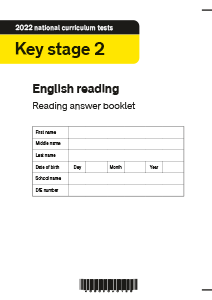 2022 national curriculum tests
Key stage 2
English reading
Reading answer booklet
First name
Middle name
Last name
Date of birth Day Month Year
School name
DfE number